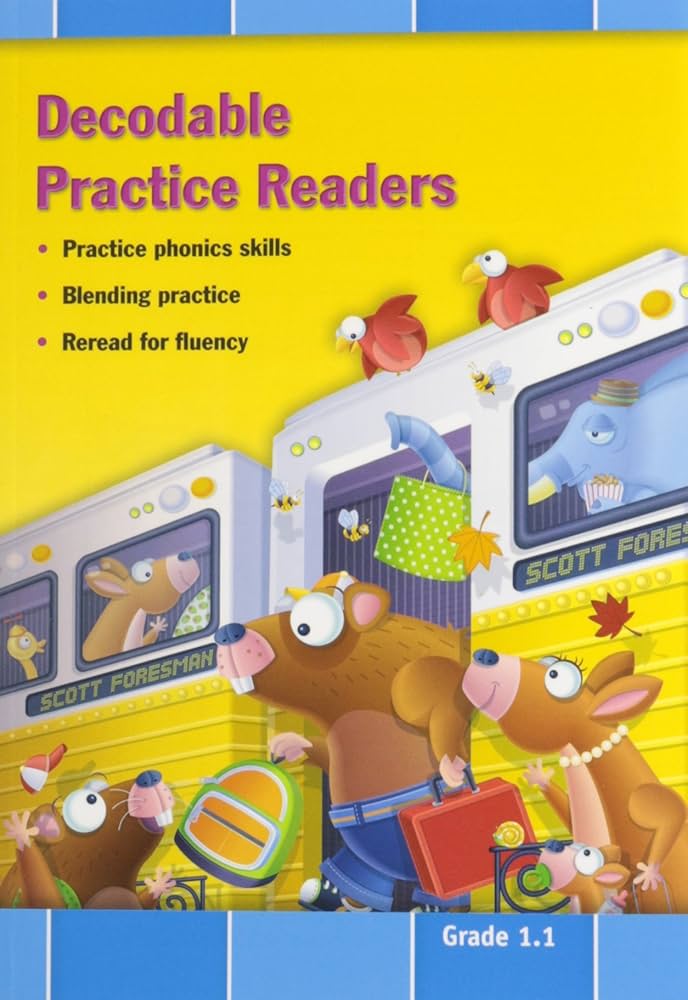 Decodable
Practice Readers
• Practice phonics skills
• Blending practice
• Reread for fluency
SCOTT FORES
SCOTT FORESMAN
Grade 1.1